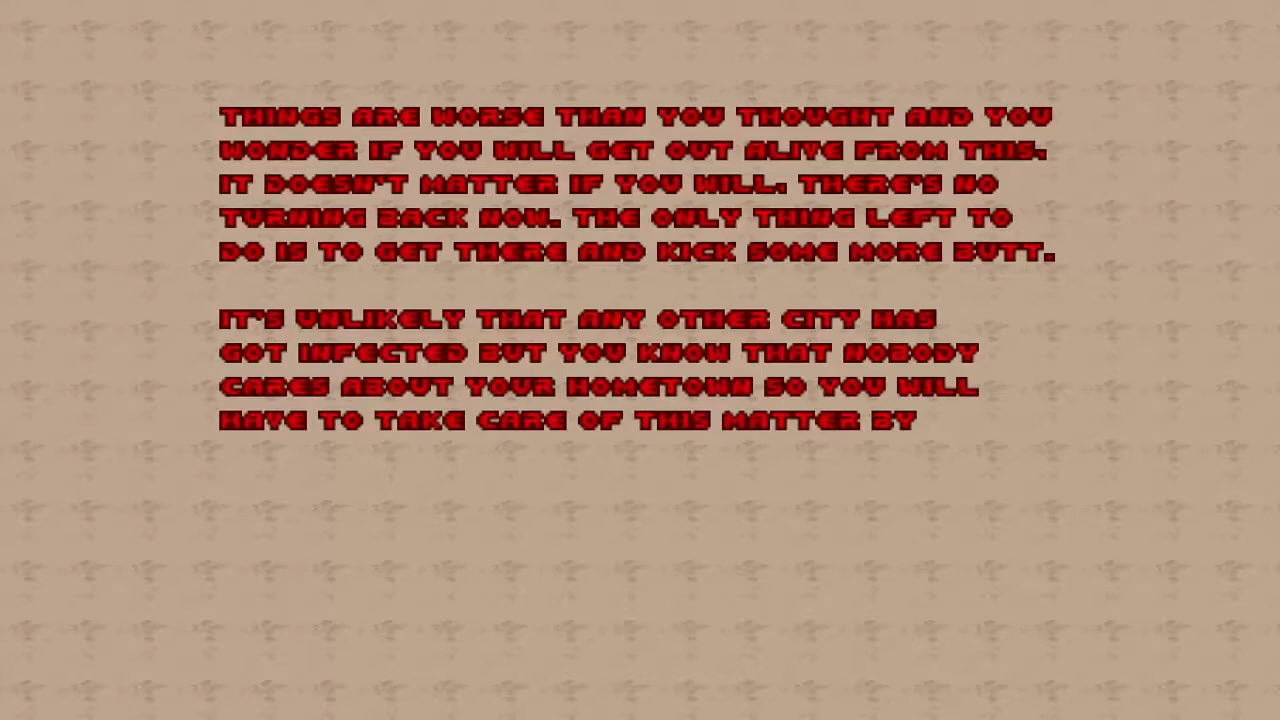 THINGS ARE WORSE THAN YOU THOUGHT AND YOU
WONDER IF YOU WILL GET OUT ALIVE FROM THIS.
IT DOESN'T MATTER IF YOU WILL. THERE'S NO
TURNING BACK NOW. THE ONLY THING LEFT TO
DO IS TO GET THERE AND KICK SOME MORE BUTT.
IT'S UNLIKELY THAT ANY OTHER CITY HAS
GOT INFECTED BUT YOU KNOW THAT NOBODY
CARES ABOUT YOUR HOMETOWN SO YOU WILL
HAVE TO TAKE CARE OF THIS MATTER BY